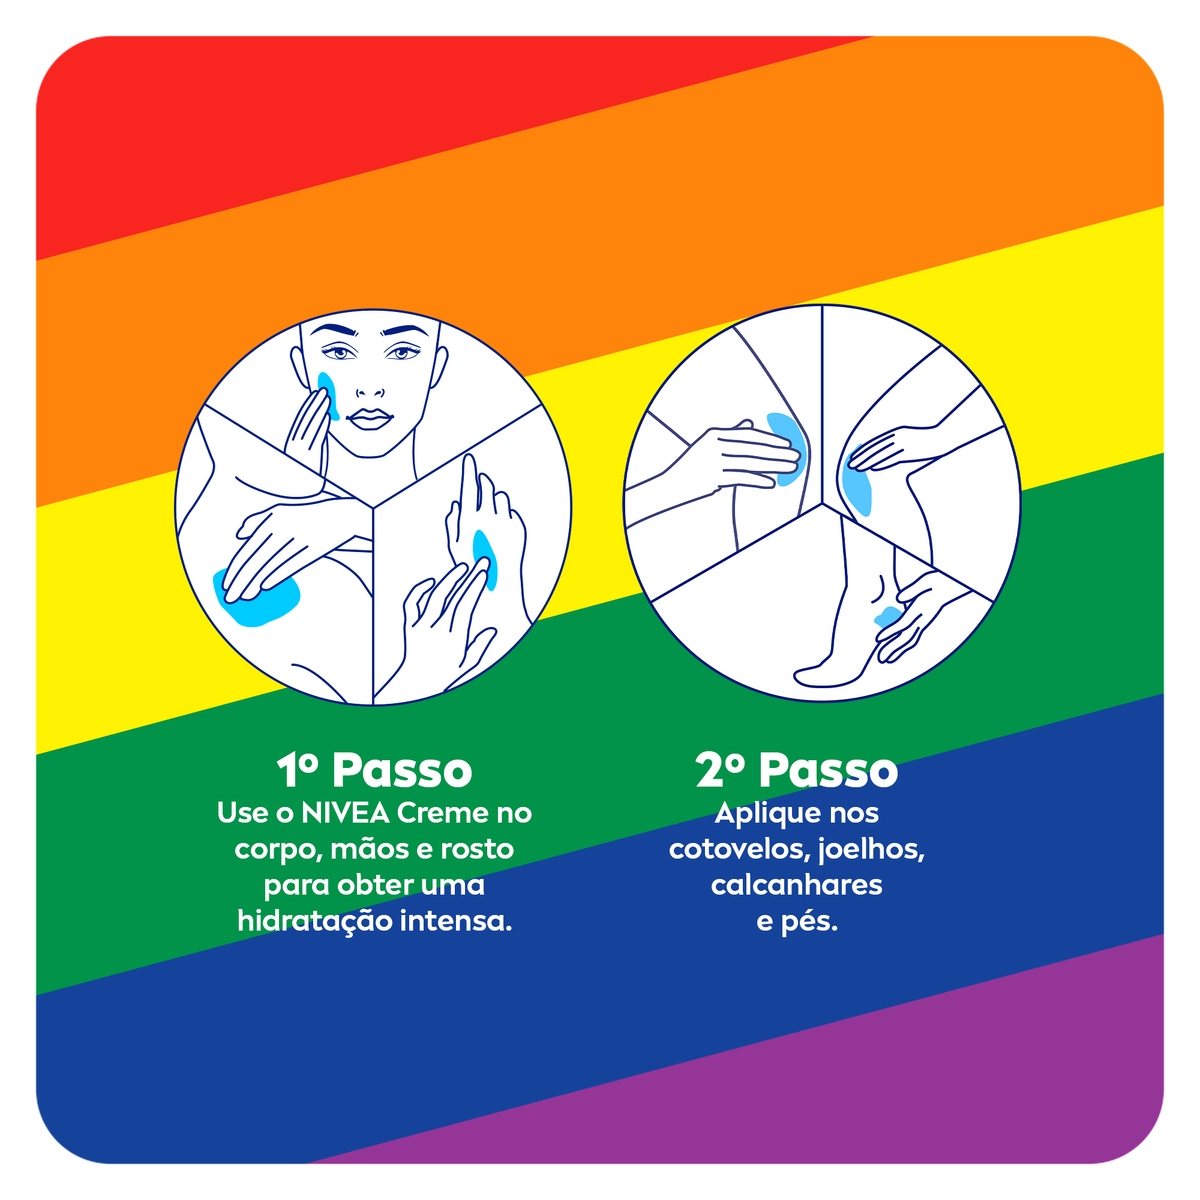 1º Passo
Use o NIVEA Creme no
corpo, mãos e rosto
para obter uma
hidratação intensa.
2º Passo
Aplique nos
cotovelos, joelhos,
calcanhares
e pés.